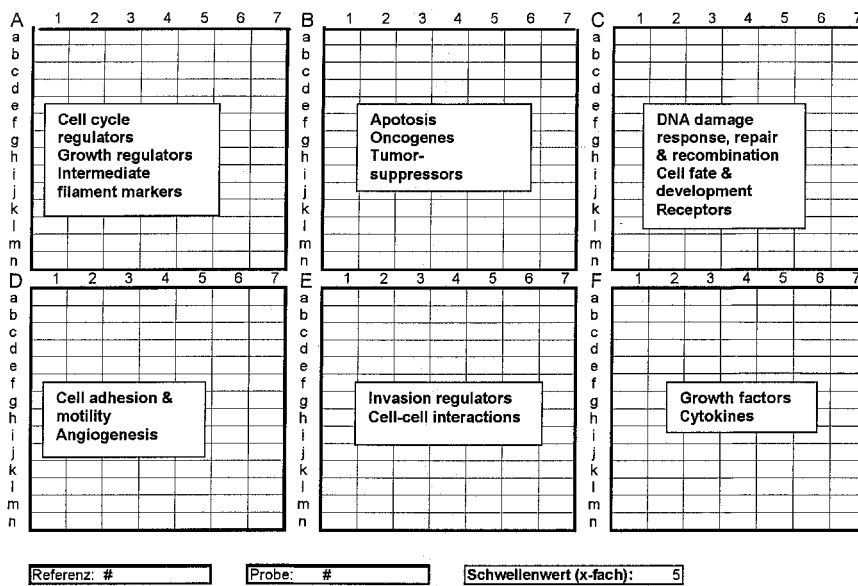 A 1 2 3 4 5 6 7 B 1 2 3 4 5 6 7 C 1 2 3 4 5 6 7
a a a
b b b
c c c
d d d
e e e
f f f
g g g
h h h
i i i
j j j
k k k
l l l
m m m
n n n
Cell cycle
regulators
Growth regulators
Intermediate
filament markers
Apotosis
Oncogenes
Tumor-
suppressors
DNA damage
response, repair
& recombination
Cell fate &
development
Receptors
D 1 2 3 4 5 6 7 E 1 2 3 4 5 6 7 F 1 2 3 4 5 6 7
a a a
b b b
c c c
d d d
e e e
f f f
g g g
h h h
i i i
j j j
k k k
l l l
m m m
n n n
Cell adhesion &
motility
Angiogenesis
Invasion regulators
Cell-cell interactions
Growth factors
Cytokines
Referenz: # Probe: # Schwellenwert (x-fach): 5